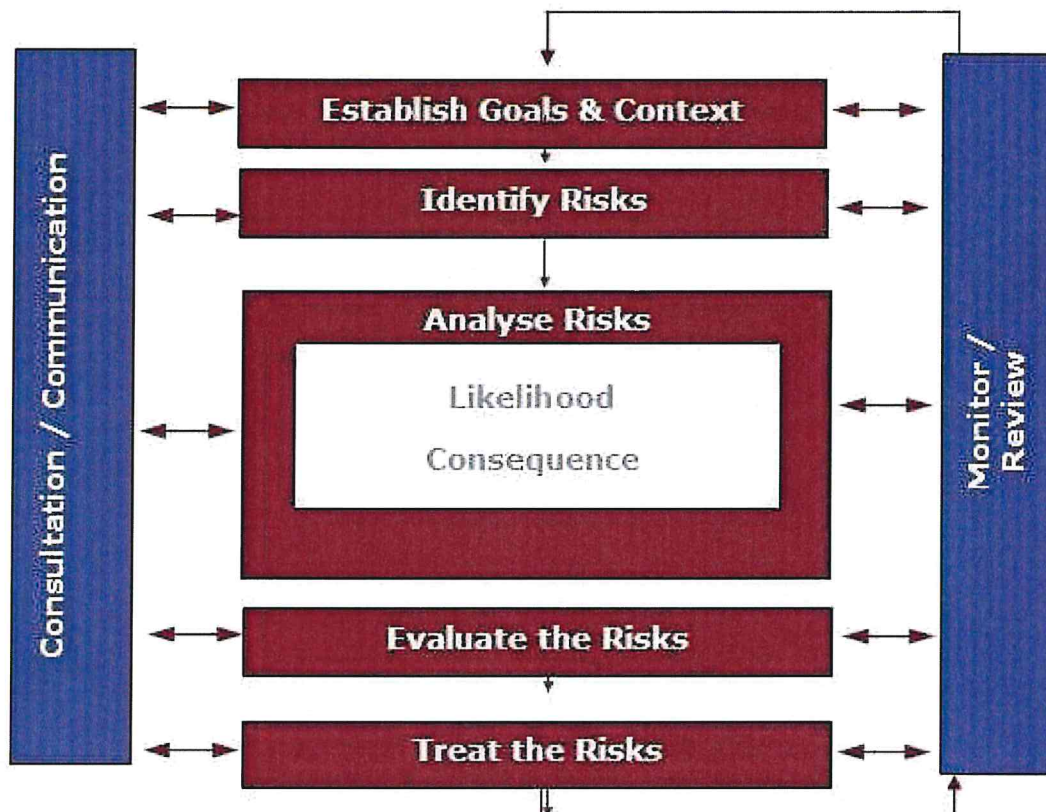 Establish Goals & Context
Identify Risks
Analyse Risks
Likelihood
Consequence
Evaluate the Risks
Treat the Risks
Consultation / Communication
Monitor /
Review